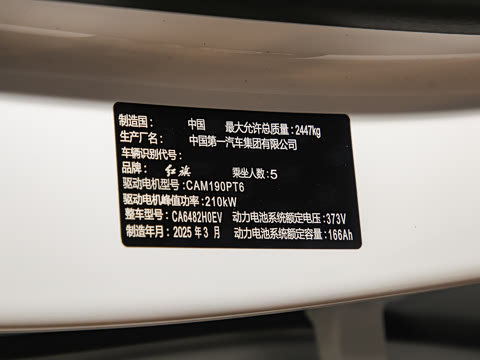 制造国: 中国 最大允许总质量:2447kg
生产厂名: 中国第一汽车集团有限公司
车辆识别代号:
品牌: 红旗 乘坐人数:5
驱动电机型号:CAM190PT6
驱动电机峰值功率:210kW
整车型号:CA6482H0EV 动力电池系统额定电压:373V
制造年月:2025年3月 动力电池系统额定容量:166Ah